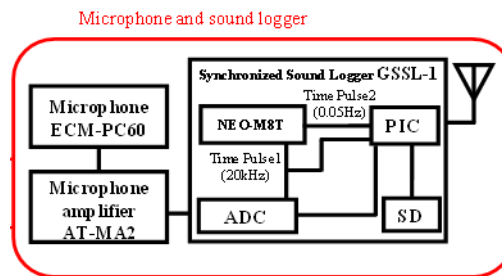 Microphone and sound logger
Synchronized Sound Logger GSSL-1
Microphone
ECM-PC60
Microphone
amplifier
AT-MA2
NEO-M8T
Time Pulse2
(0.05Hz)
PIC
Time Pulse1
(20kHz)
ADC
SD